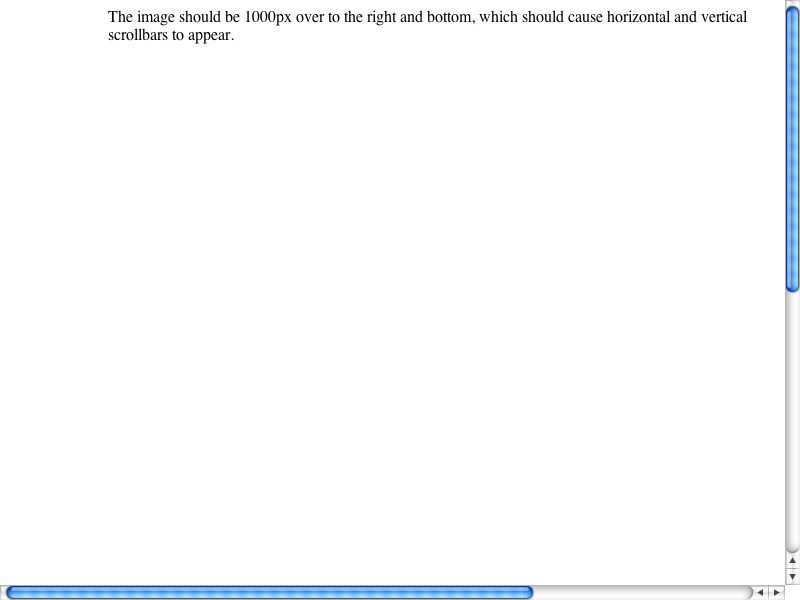 The image should be 1000px over to the right and bottom, which should cause horizontal and vertical
scrollbars to appear.